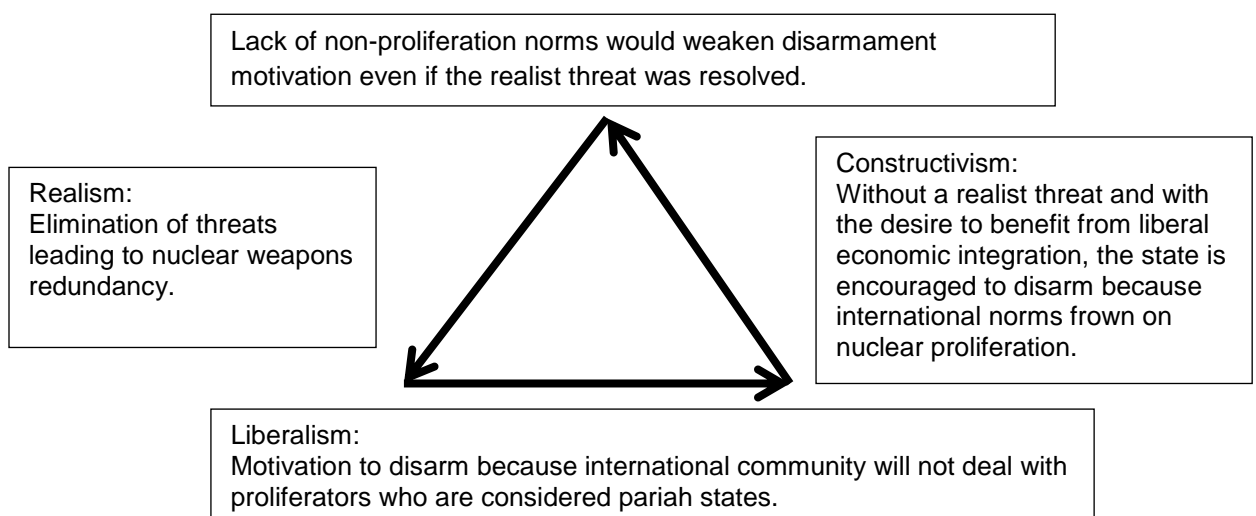 Lack of non-proliferation norms would weaken disarmament
motivation even if the realist threat was resolved.
Realism:
Elimination of threats
leading to nuclear weapons
redundancy.
Constructivism:
Without a realist threat and with
the desire to benefit from liberal
economic integration, the state is
encouraged to disarm because
international norms frown on
nuclear proliferation.
Liberalism:
Motivation to disarm because international community will not deal with
proliferators who are considered pariah states.